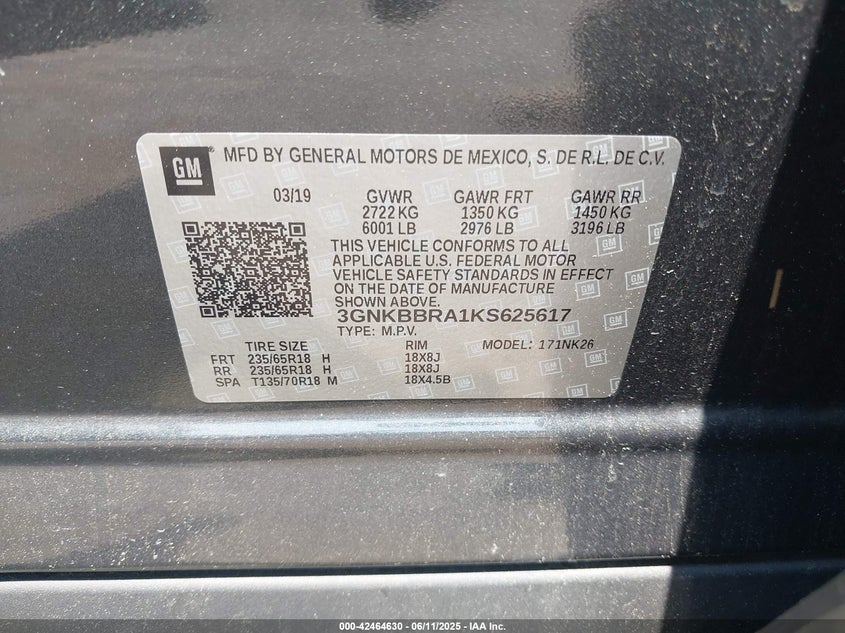 GM MFD BY GENERAL MOTORS DE MEXICO, S. DE R.L. DE C.V.
03/19 GVWR GAWR FRT GAWR RR
2722 KG 1350 KG 1450 KG
6001 LB 2976 LB 3196 LB
THIS VEHICLE CONFORMS TO ALL
APPLICABLE U.S. FEDERAL MOTOR
VEHICLE SAFETY STANDARDS IN EFFECT
ON THE DATE OF MANUFACTURE
SHOWN ABOVE.
3GNKBBRA1KS625617
TYPE: M.P.V.
TIRE SIZE RIM MODEL: 171NK26
FRT 235/65R18 H 18X8J
RR 235/65R18 H 18X8J
SPA T135/70R18 M 18X4.5B
000-42464630 - 06/11/2025 - IAA Inc.